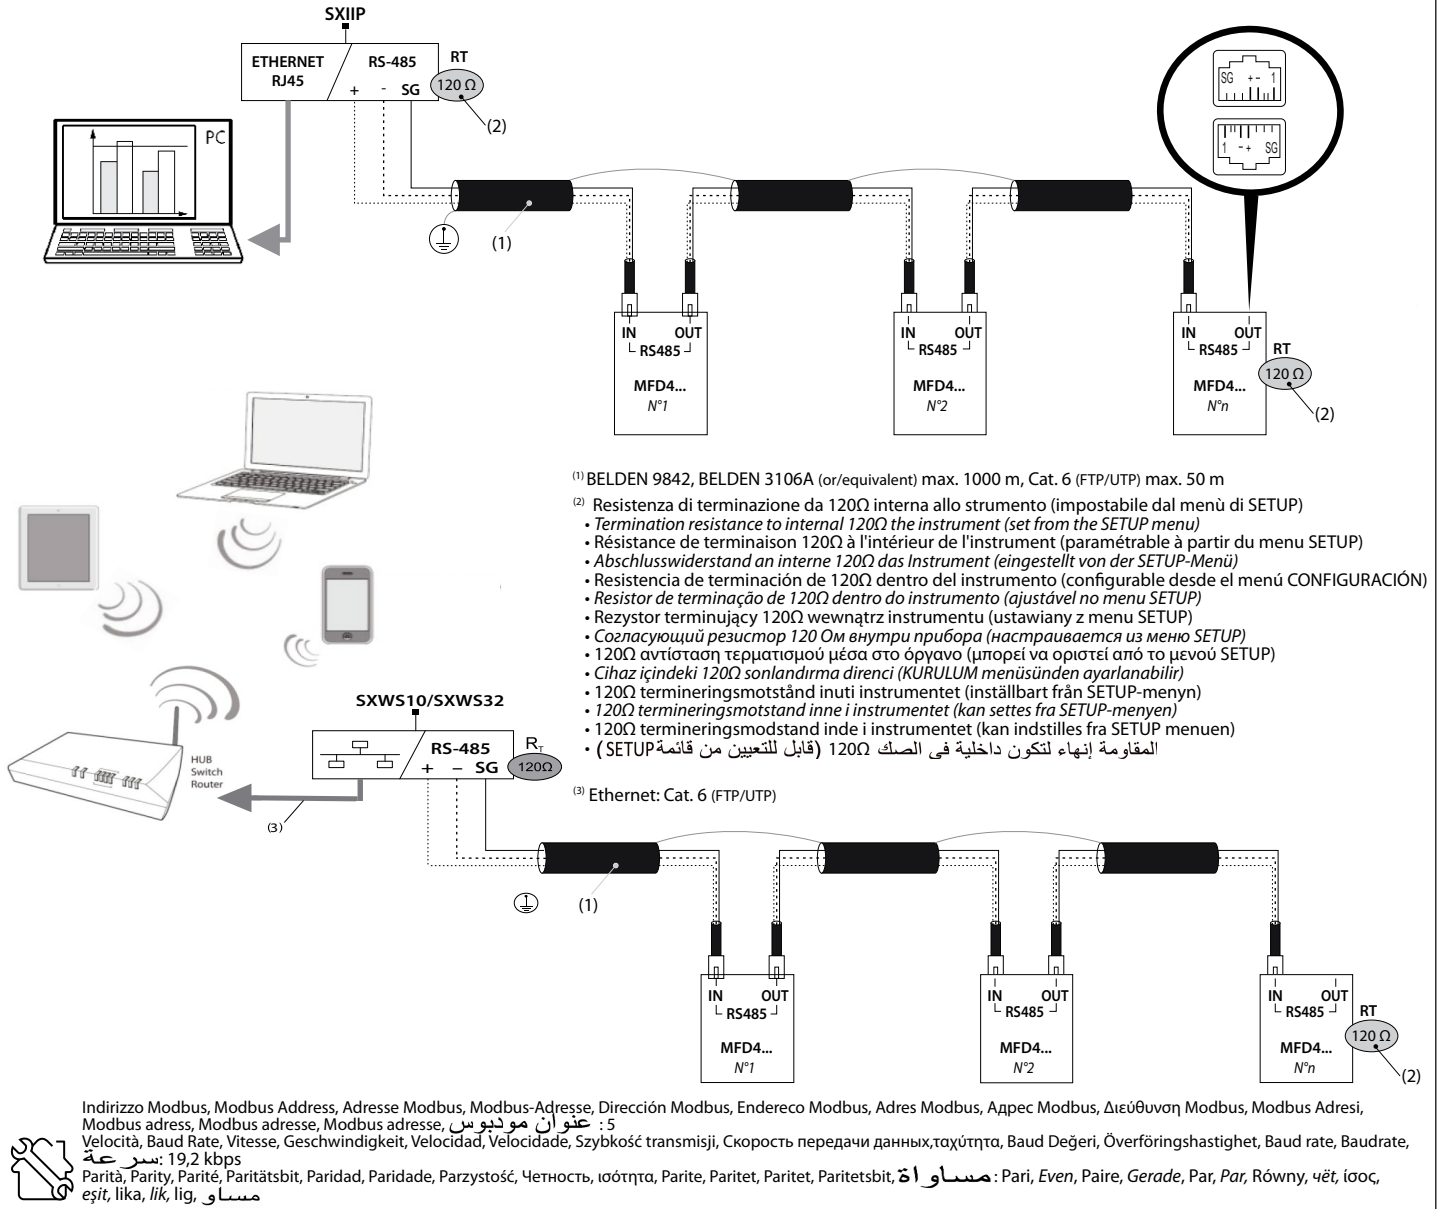 SXIIP
ETHERNET RJ45
RS-485
+ - SG
RT
120 Ω
(2)
PC
SG + - 1
1 - + SG
(1)
IN OUT
RS485
MFD4...
N°1
IN OUT
RS485
MFD4...
N°2
IN OUT
RS485
MFD4...
N°n
RT
120 Ω
(2)
(1) BELDEN 9842, BELDEN 3106A (or/equivalent) max. 1000 m, Cat. 6 (FTP/UTP) max. 50 m
(2) Resistenza di terminazione da 120Ω interna allo strumento (impostabile dal menù di SETUP)
• Termination resistance to internal 120Ω the instrument (set from the SETUP menu)
• Résistance de terminaison 120Ω à l'intérieur de l'instrument (paramétrable à partir du menu SETUP)
• Abschlusswiderstand an interne 120Ω das Instrument (eingestellt von der SETUP-Menü)
• Resistencia de terminación de 120Ω dentro del instrumento (configurable desde el menú CONFIGURACIÓN)
• Resistor de terminação de 120Ω dentro do instrumento (ajustável no menu SETUP)
• Rezystor terminujący 120Ω wewnątrz instrumentu (ustawiany z menu SETUP)
• Согласующий резистор 120 Ом внутри прибора (настраивается из меню SETUP)
• 120Ω αντίσταση τερματισμού μέσα στο όργανο (μπορεί να οριστεί από το μενού SETUP)
• Cihaz içindeki 120Ω sonlandırma direnci (KURULUM menüsünden ayarlanabilir)
• 120Ω termineringsmotstånd inuti instrumentet (inställbart från SETUP-menyn)
• 120Ω termineringsmotstand inne i instrumentet (kan settes fra SETUP-menyen)
• 120Ω termineringsmodstand inde i instrumentet (kan indstilles fra SETUP menuen)
• المقاومة إنهاء لتكون داخلية في الصك 120Ω (قابل للتعيين من قائمة SETUP)
(3) Ethernet: Cat. 6 (FTP/UTP)
SXWS10/SXWS32
RS-485
+ – SG
RT
120Ω
HUB
Switch
Router
(3)
(1)
IN OUT
RS485
MFD4...
N°1
IN OUT
RS485
MFD4...
N°2
IN OUT
RS485
MFD4...
N°n
RT
120 Ω
(2)
Indirizzo Modbus, Modbus Address, Adresse Modbus, Modbus-Adresse, Dirección Modbus, Endereco Modbus, Adres Modbus, Адрес Modbus, Διεύθυνση Modbus, Modbus Adresi,
Modbus adress, Modbus adresse, Modbus adresse, عنوان مودبوس : 5
Velocità, Baud Rate, Vitesse, Geschwindigkeit, Velocidad, Velocidade, Szybkość transmisji, Скорость передачи данных,ταχύτητα, Baud Değeri, Överföringshastighet, Baud rate, Baudrate,
سرعة: 19,2 kbps
Parità, Parity, Parité, Paritätsbit, Paridad, Paridade, Parzystość, Четность, ισότητα, Parite, Paritet, Paritet, Paritetsbit, مساواة : Pari, Even, Paire, Gerade, Par, Par, Równy, чёт, ίσος,
eşit, lika, lik, lig, مساو